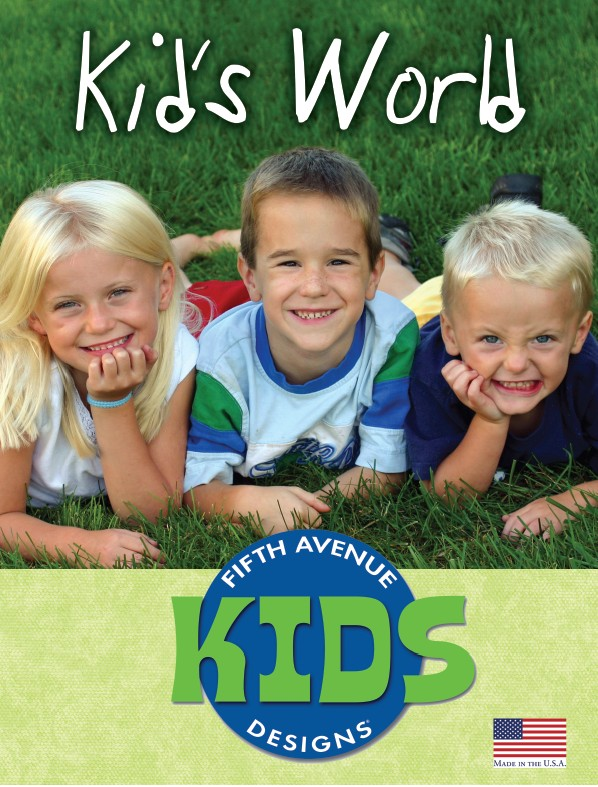 Kid's World
FIFTH AVENUE
KIDS
DESIGNS®
MADE IN THE U.S.A.